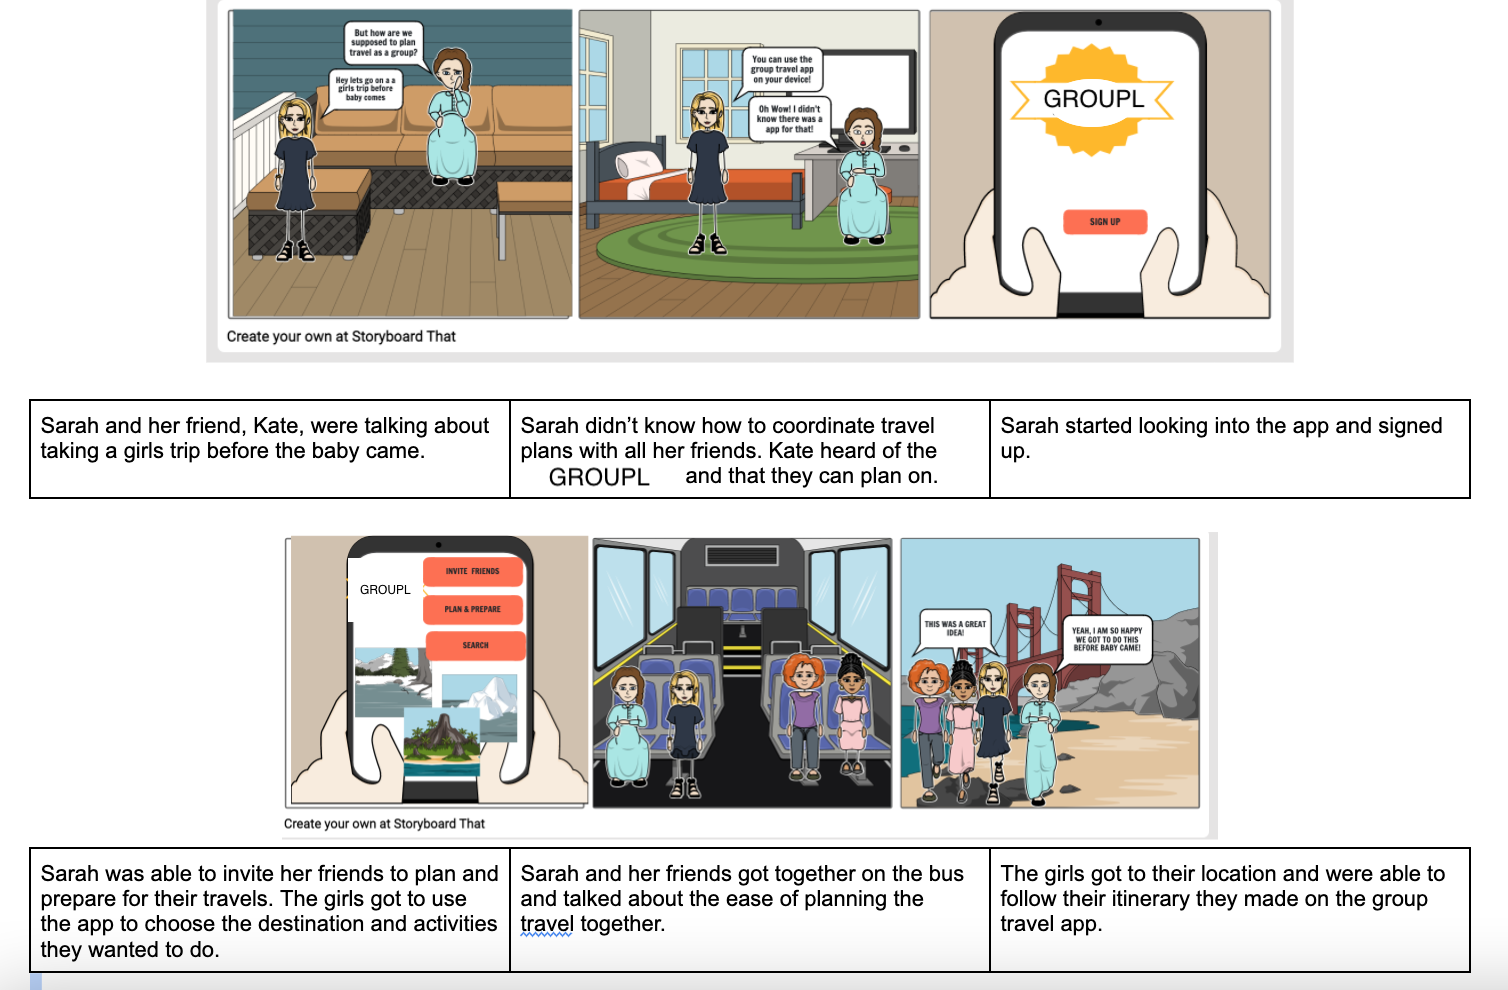 But how are we
supposed to plan
travel as a group?
Hey lets go on a a
girls trip before
baby comes
You can use the
group travel app
on your device!
Oh Wow! I didn't
know there was a
app for that!
GROUPL
SIGN UP
Create your own at Storyboard That
Sarah and her friend, Kate, were talking about
taking a girls trip before the baby came.
Sarah didn’t know how to coordinate travel
plans with all her friends. Kate heard of the
GROUPL and that they can plan on.
Sarah started looking into the app and signed
up.
GROUPL
INVITE FRIENDS
PLAN & PREPARE
SEARCH
THIS WAS A GREAT
IDEA!
YEAH, I AM SO HAPPY
WE GOT TO DO THIS
BEFORE BABY CAME!
Create your own at Storyboard That
Sarah was able to invite her friends to plan and
prepare for their travels. The girls got to use
the app to choose the destination and activities
they wanted to do.
Sarah and her friends got together on the bus
and talked about the ease of planning the
travel together.
The girls got to their location and were able to
follow their itinerary they made on the group
travel app.